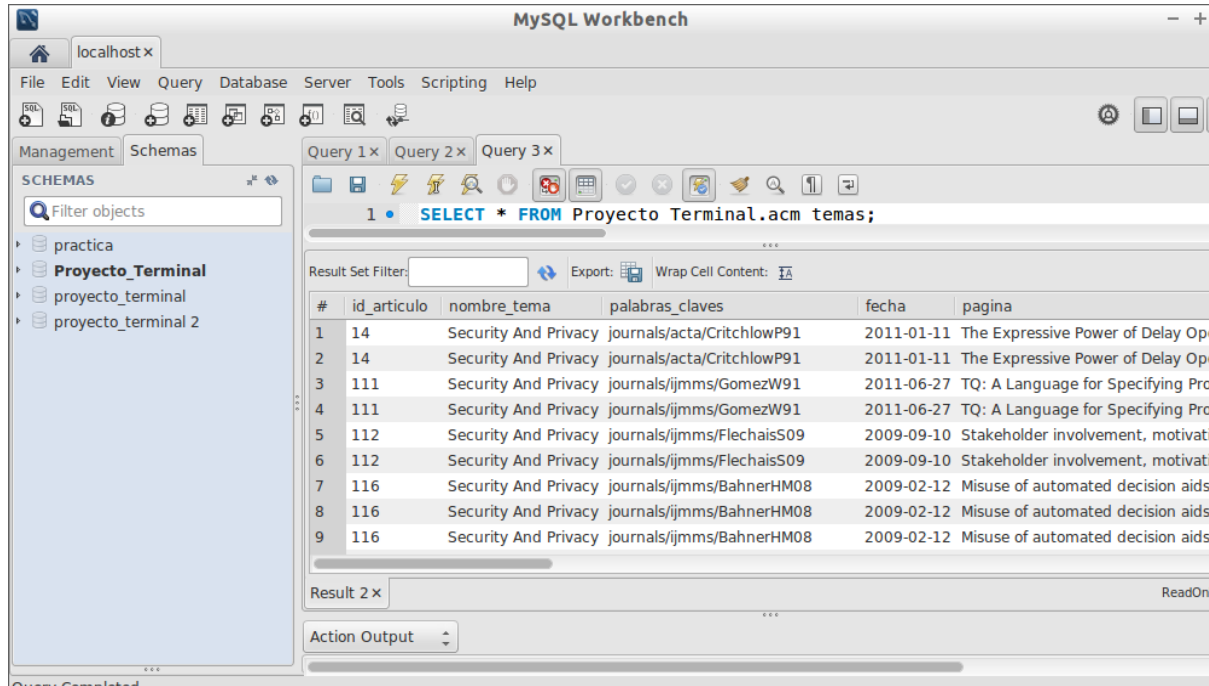 MySQL Workbench
localhost
File Edit View Query Database Server Tools Scripting Help
Management Schemas
Query 1 Query 2 Query 3
SCHEMAS
Filter objects
practica
Proyecto_Terminal
proyecto_terminal
proyecto_terminal 2
1 SELECT * FROM Proyecto Terminal.acm temas;
Result Set Filter: Export: Wrap Cell Content:
# id_articulo nombre_tema palabras_claves fecha pagina
1 14 Security And Privacy journals/acta/CritchlowP91 2011-01-11 The Expressive Power of Delay Op
2 14 Security And Privacy journals/acta/CritchlowP91 2011-01-11 The Expressive Power of Delay Op
3 111 Security And Privacy journals/ijmms/GomezW91 2011-06-27 TQ: A Language for Specifying Pro
4 111 Security And Privacy journals/ijmms/GomezW91 2011-06-27 TQ: A Language for Specifying Pro
5 112 Security And Privacy journals/ijmms/FlechaisS09 2009-09-10 Stakeholder involvement, motivati
6 112 Security And Privacy journals/ijmms/FlechaisS09 2009-09-10 Stakeholder involvement, motivati
7 116 Security And Privacy journals/ijmms/BahnerHM08 2009-02-12 Misuse of automated decision aids
8 116 Security And Privacy journals/ijmms/BahnerHM08 2009-02-12 Misuse of automated decision aids
9 116 Security And Privacy journals/ijmms/BahnerHM08 2009-02-12 Misuse of automated decision aids
Result 2 ReadOn
Action Output
Query Completed